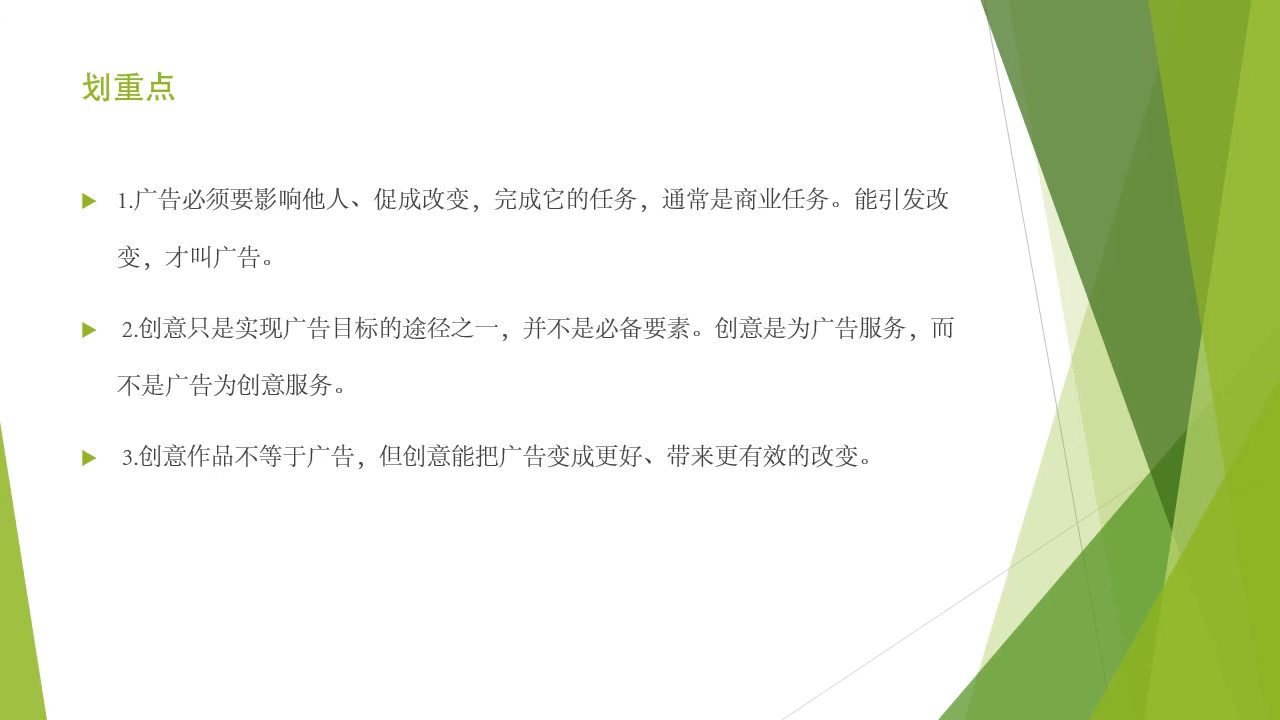 划重点
1.广告必须要影响他人、促成改变，完成它的任务，通常是商业任务。能引发改
变，才叫广告。
2.创意只是实现广告目标的途径之一，并不是必备要素。创意是为广告服务，而
不是广告为创意服务。
3.创意作品不等于广告，但创意能把广告变成更好、带来更有效的改变。